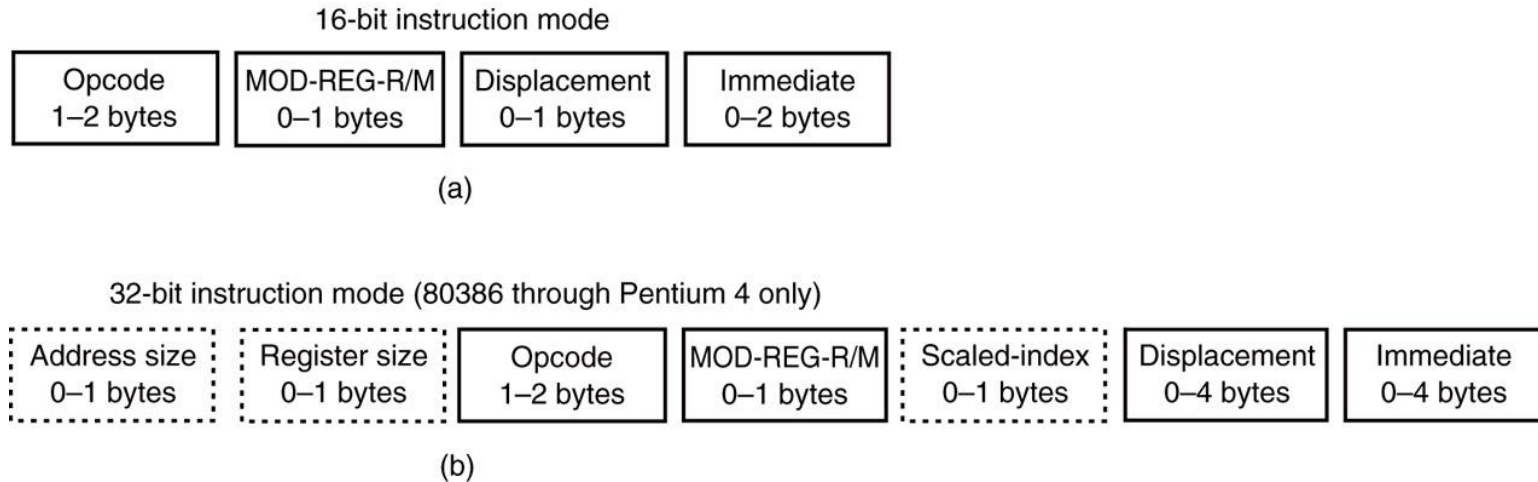 16-bit instruction mode
Opcode MOD-REG-R/M Displacement Immediate
1–2 bytes 0–1 bytes 0–1 bytes 0–2 bytes
(a)
32-bit instruction mode (80386 through Pentium 4 only)
Address size Register size Opcode MOD-REG-R/M Scaled-index Displacement Immediate
0–1 bytes 0–1 bytes 1–2 bytes 0–1 bytes 0–1 bytes 0–4 bytes 0–4 bytes
(b)